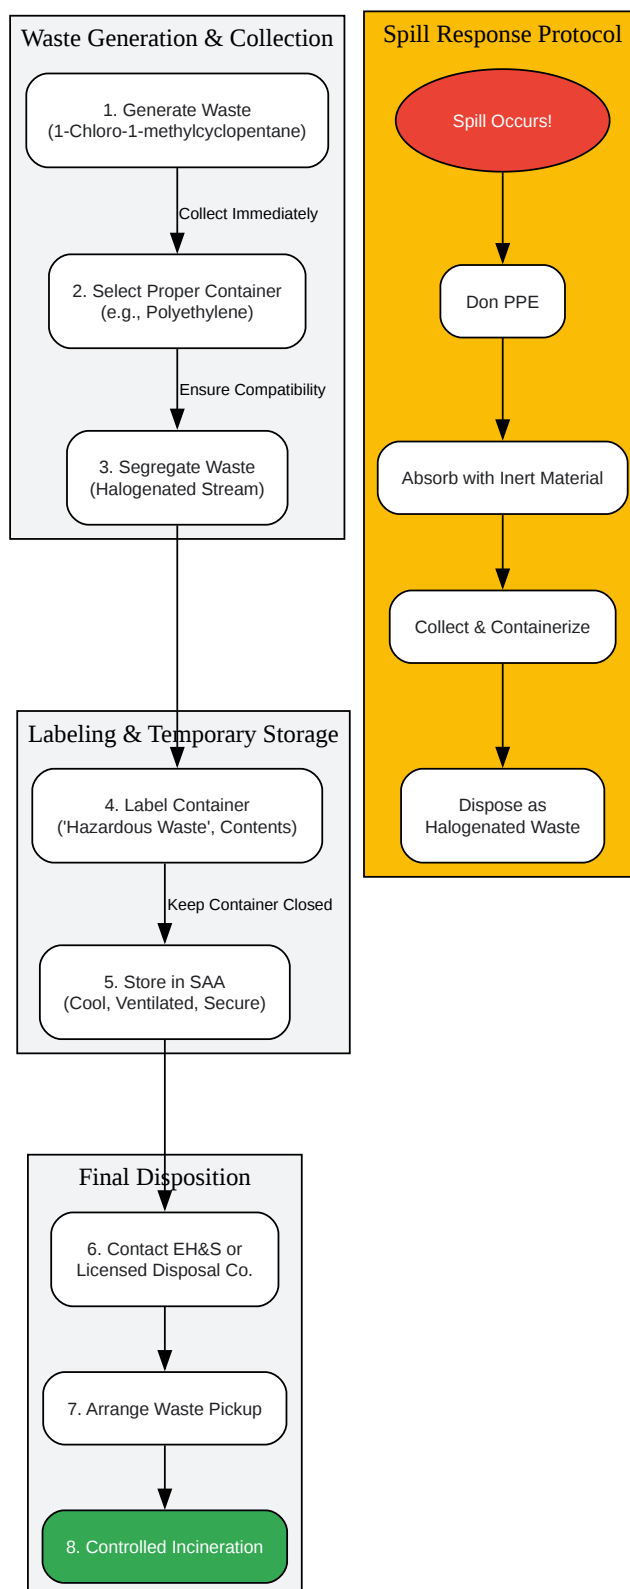 Waste Generation & Collection
1. Generate Waste
(1-Chloro-1-methylcyclopentane)
Collect Immediately
2. Select Proper Container
(e.g., Polyethylene)
Ensure Compatibility
3. Segregate Waste
(Halogenated Stream)
Labeling & Temporary Storage
4. Label Container
('Hazardous Waste', Contents)
Keep Container Closed
5. Store in SAA
(Cool, Ventilated, Secure)
Final Disposition
6. Contact EH&S or
Licensed Disposal Co.
7. Arrange Waste Pickup
8. Controlled Incineration
Spill Response Protocol
Spill Occurs!
Don PPE
Absorb with Inert Material
Collect & Containerize
Dispose as
Halogenated Waste